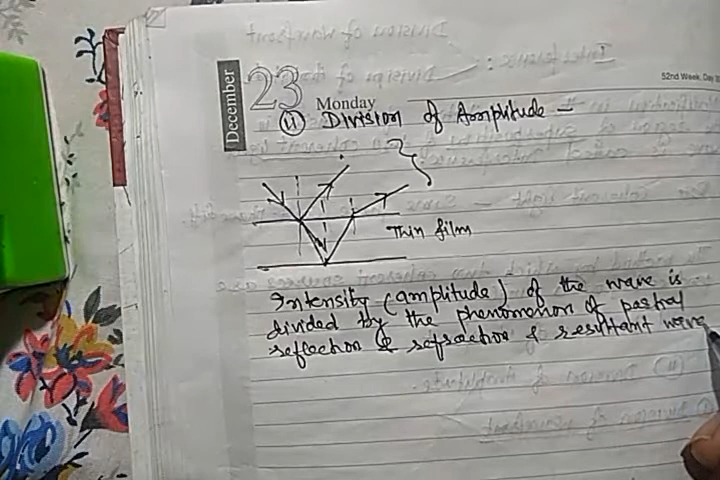 52nd Week, Day
December
23
Monday
(ii) Division of Amplitude -
Thin film
Intensity (amplitude) of the wave is
divided by the phenomenon of partial
reflection & refraction & resultant wave